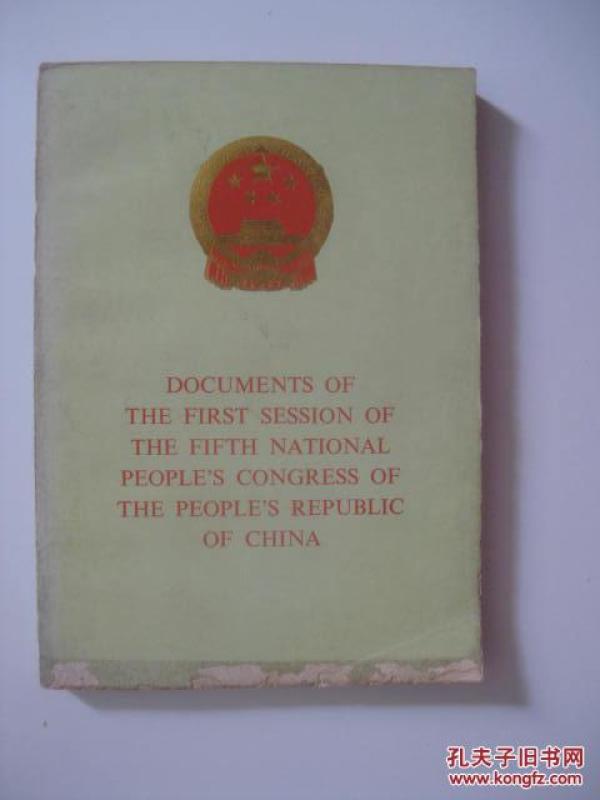 DOCUMENTS OF
THE FIRST SESSION OF
THE FIFTH NATIONAL
PEOPLE'S CONGRESS OF
THE PEOPLE'S REPUBLIC
OF CHINA
孔夫子旧书网
www.kongfz.com